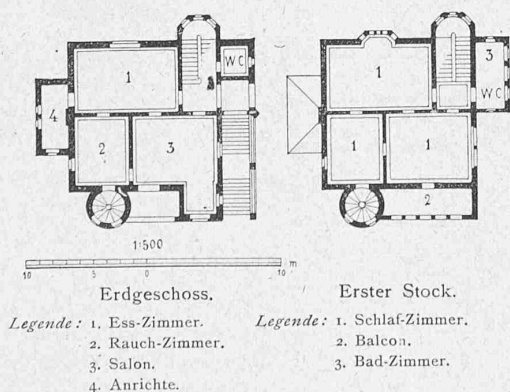 1
WC
4
2
3
1
3
WC
1
1
2
1:500
10 5 0 10 m
Erdgeschoss.
Legende: 1. Ess-Zimmer.
2. Rauch-Zimmer.
3. Salon.
4. Anrichte.
Erster Stock.
Legende: 1. Schlaf-Zimmer.
2. Balcon.
3. Bad-Zimmer.